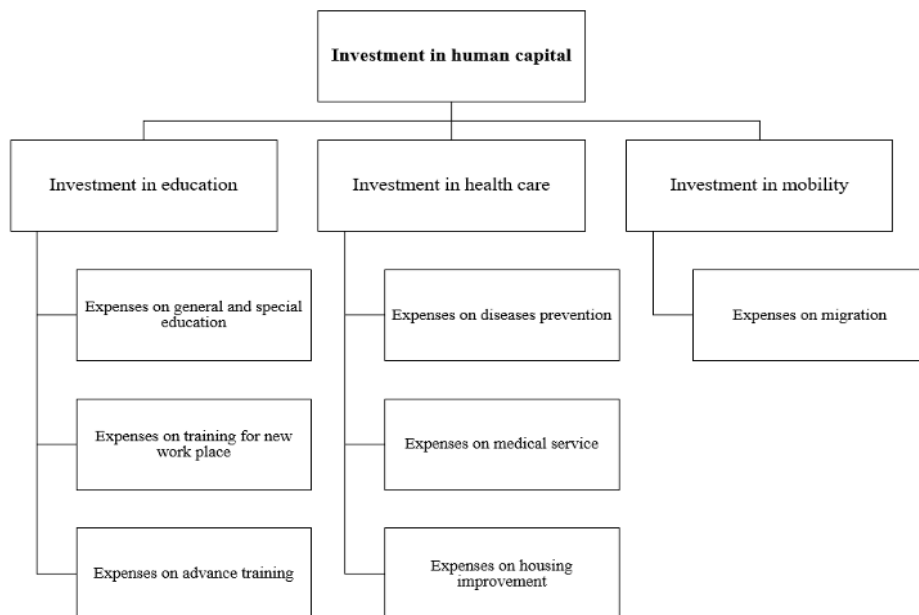 Investment in human capital
Investment in education
Investment in health care
Investment in mobility
Expenses on general and special
education
Expenses on diseases prevention
Expenses on migration
Expenses on training for new
work place
Expenses on medical service
Expenses on advance training
Expenses on housing
improvement